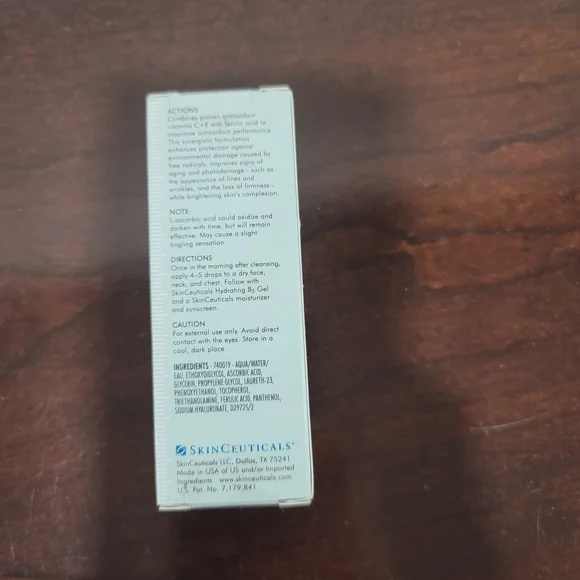 ACTIONS
Combines proven antioxidant
vitamins C+E with ferulic acid to
maximize antioxidant performance.
This synergistic formulation
enhances protection against
environmental damage caused by
free radicals. Improves signs of
aging and photodamage – such as
the appearance of lines and
wrinkles, and the loss of firmness –
while brightening skin's complexion.
NOTE
L-ascorbic acid could oxidize and
darken with time, but will remain
effective. May cause a slight
tingling sensation.
DIRECTIONS
Once in the morning after cleansing,
apply 4–5 drops to a dry face,
neck, and chest. Follow with
SkinCeuticals Hydrating B5 Gel
and a SkinCeuticals moisturizer
and sunscreen.
CAUTION
For external use only. Avoid direct
contact with the eyes. Store in a
cool, dark place.
INGREDIENTS - 740019 - AQUA/WATER/
EAU, ETHOXYDIGLYCOL, ASCORBIC ACID,
GLYCERIN, PROPYLENE GLYCOL, LAURETH-23,
PHENOXYETHANOL, TOCOPHEROL,
TRIETHANOLAMINE, FERULIC ACID, PANTHENOL,
SODIUM HYALURONATE, D29725/2
SKINCEUTICALS®
SkinCeuticals LLC, Dallas, TX 75241
Made in USA of US and/or Imported
Ingredients www.skinceuticals.com
U.S. Pat. No. 7,179,841